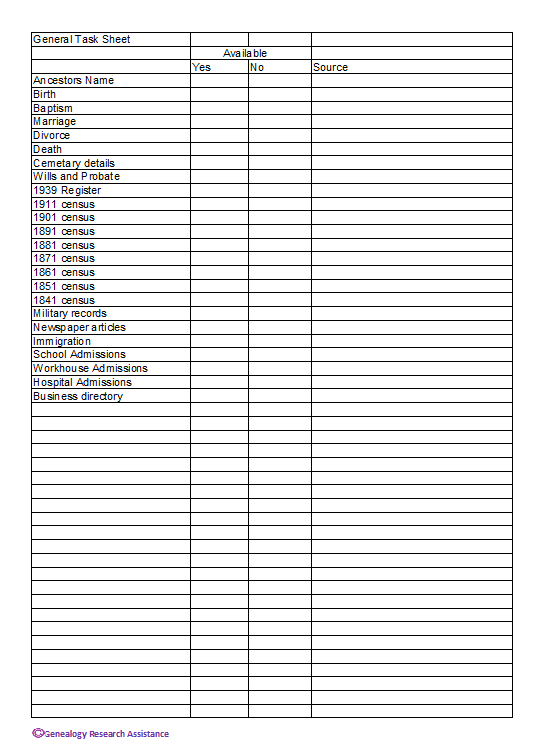 General Task Sheet
Available
Yes No Source
Ancestors Name
Birth
Baptism
Marriage
Divorce
Death
Cemetary details
Wills and Probate
1939 Register
1911 census
1901 census
1891 census
1881 census
1871 census
1861 census
1851 census
1841 census
Military records
Newspaper articles
Immigration
School Admissions
Workhouse Admissions
Hospital Admissions
Business directory
©Genealogy Research Assistance